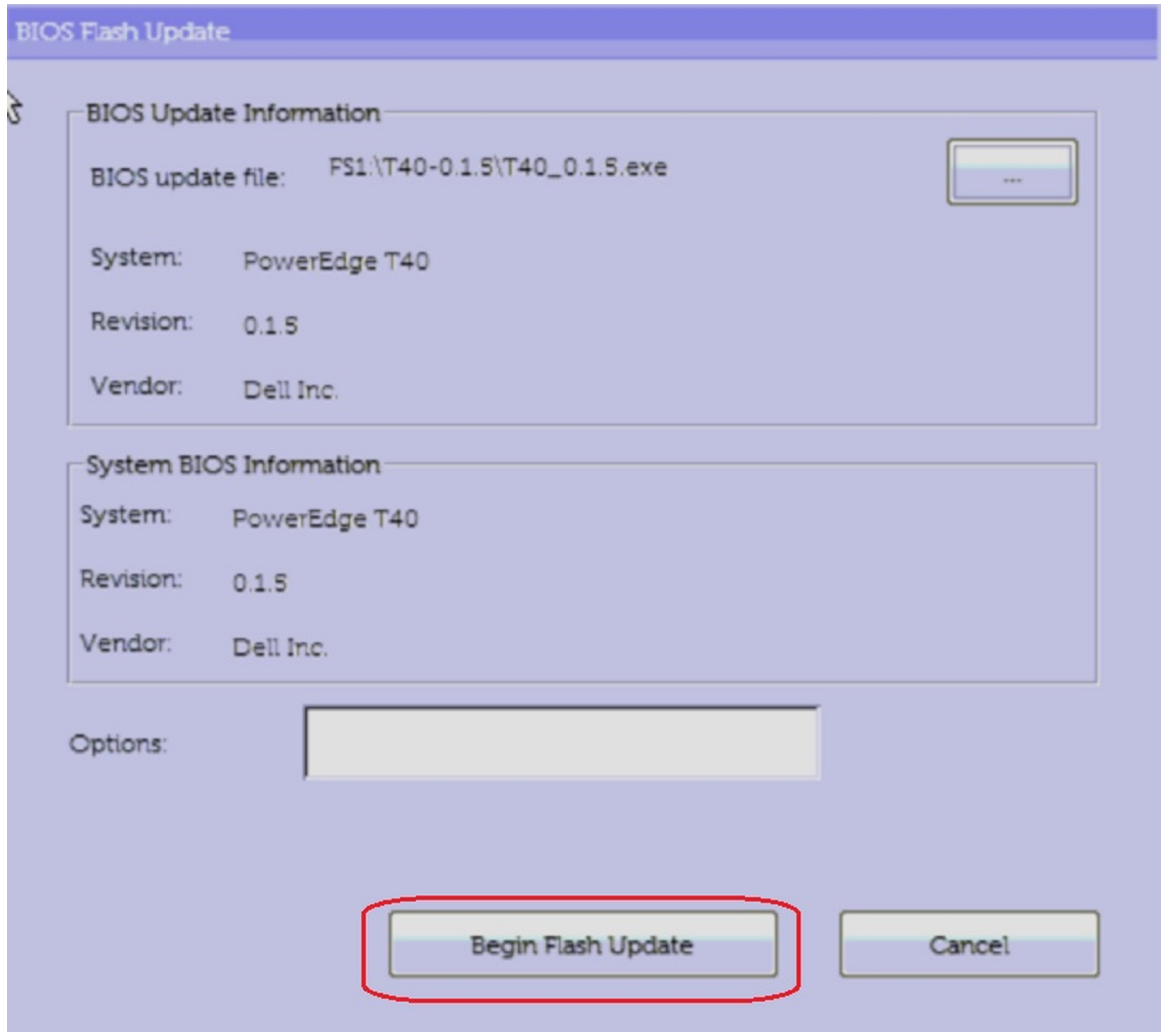 BIOS Flash Update
BIOS Update Information
BIOS update file: FS1:\T40-0.1.5\T40_0.1.5.exe
...
System: PowerEdge T40
Revision: 0.1.5
Vendor: Dell Inc.
System BIOS Information
System: PowerEdge T40
Revision: 0.1.5
Vendor: Dell Inc.
Options:
Begin Flash Update
Cancel